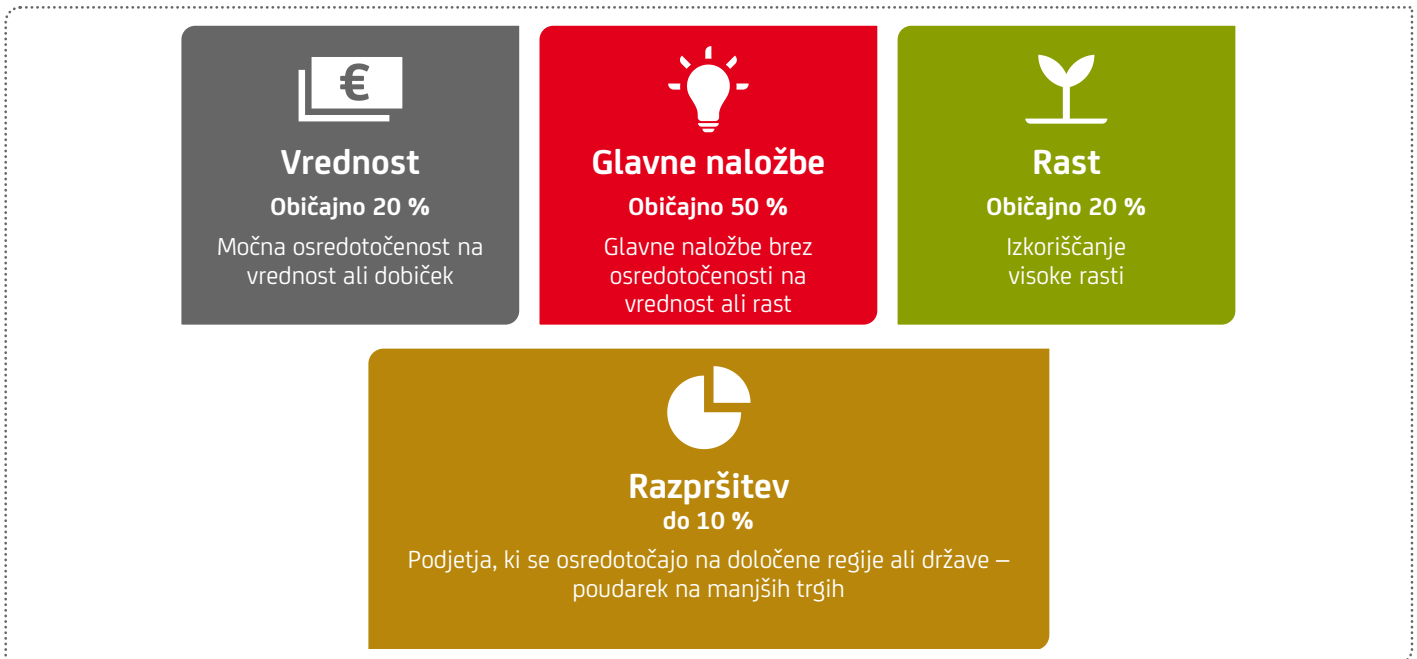 €
Vrednost
Običajno 20 %
Močna osredotočenost na
vrednost ali dobiček
Glavne naložbe
Običajno 50 %
Glavne naložbe brez
osredotočenosti na
vrednost ali rast
Rast
Običajno 20 %
Izkoriščanje
visoke rasti
Razpršitev
do 10 %
Podjetja, ki se osredotočajo na določene regije ali države –
poudarek na manjših trgih